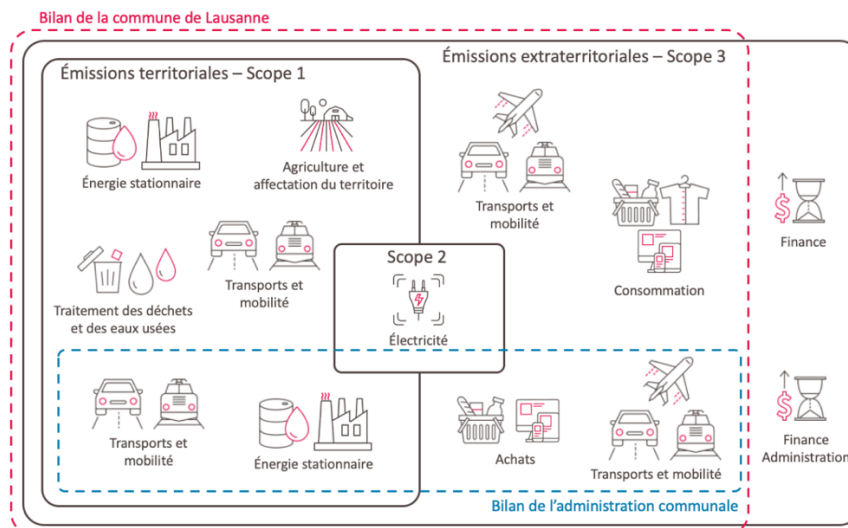 Bilan de la commune de Lausanne
Émissions territoriales – Scope 1
Émissions extraterritoriales – Scope 3
Énergie stationnaire
Agriculture et
affectation du territoire
Transports et
mobilité
Consommation
Finance
Traitement des déchets
et des eaux usées
Transports et
mobilité
Scope 2
Électricité
Transports et
mobilité
Énergie stationnaire
Achats
Transports et mobilité
Finance
Administration
Bilan de l'administration communale